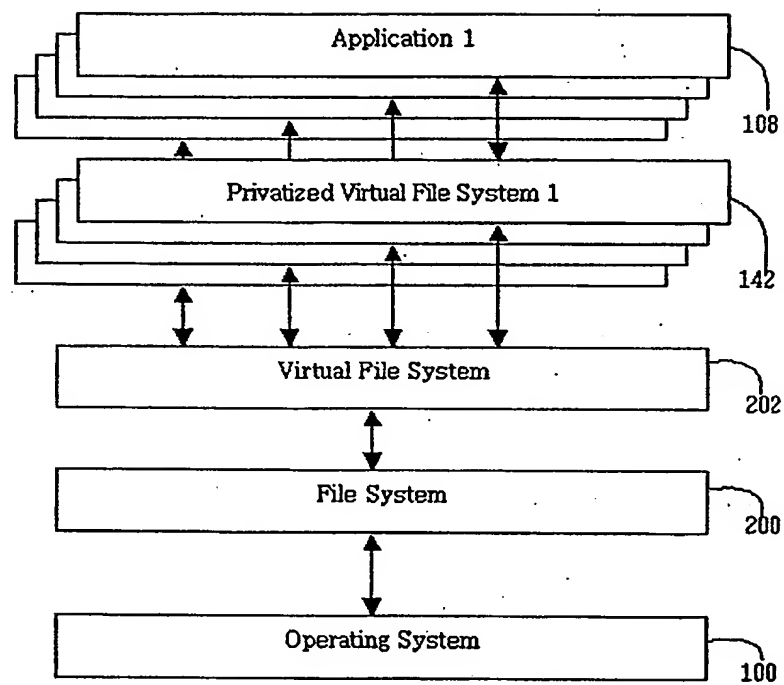 Application 1
108
Privatized Virtual File System 1
142
Virtual File System
202
File System
200
Operating System
100